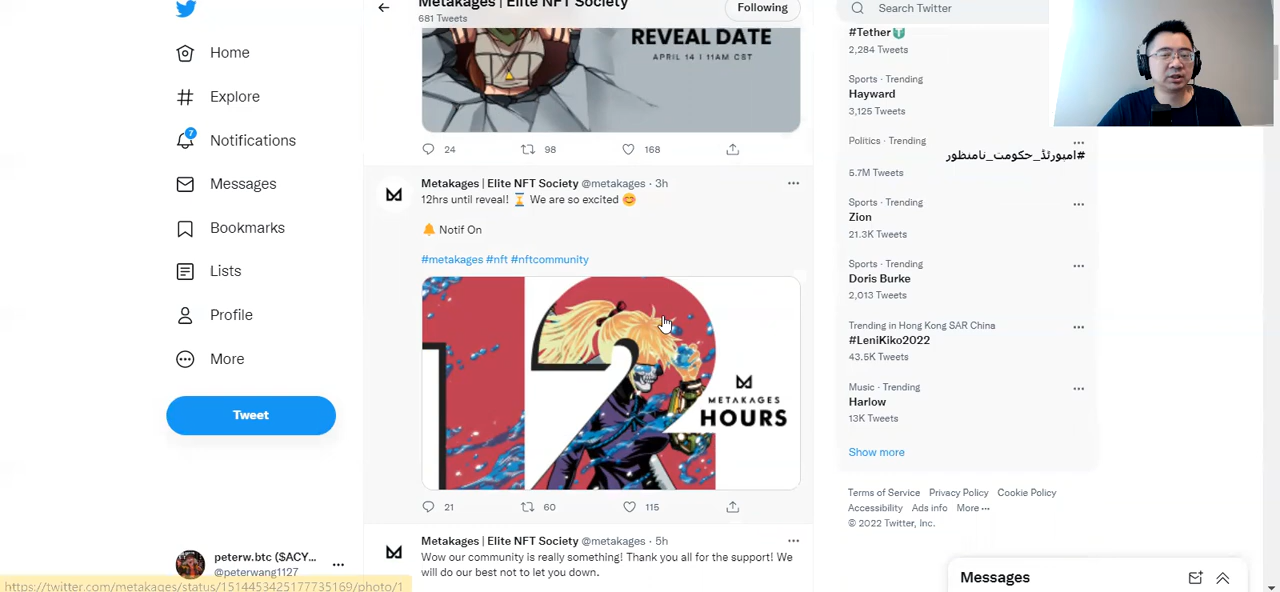 Home
Explore
7
Notifications
Messages
Bookmarks
Lists
Profile
More
Tweet
peterw.btc ($ACY...
@peterwang1127
https://twitter.com/metakages/status/1514453425177735169/photo/1
Metakages | Elite NFT Society
681 Tweets
Following
REVEAL DATE
APRIL 14 | 11AM CST
24
98
168
Metakages | Elite NFT Society @metakages · 3h
12hrs until reveal! ⏳ We are so excited 😊
🔔 Notif On
#metakages #nft #nftcommunity
12
METAKAGES
HOURS
21
60
115
Metakages | Elite NFT Society @metakages · 5h
Wow our community is really something! Thank you all for the support! We
will do our best not to let you down.
Search Twitter
#Tether
2,284 Tweets
Sports · Trending
Hayward
3,125 Tweets
Politics · Trending
#امپورٹڈ_حکومت_نامنظور
5.7M Tweets
Sports · Trending
Zion
21.3K Tweets
Sports · Trending
Doris Burke
2,013 Tweets
Trending in Hong Kong SAR China
#LeniKiko2022
43.5K Tweets
Music · Trending
Harlow
13K Tweets
Show more
Terms of Service Privacy Policy Cookie Policy
Accessibility Ads info More ···
© 2022 Twitter, Inc.
Messages